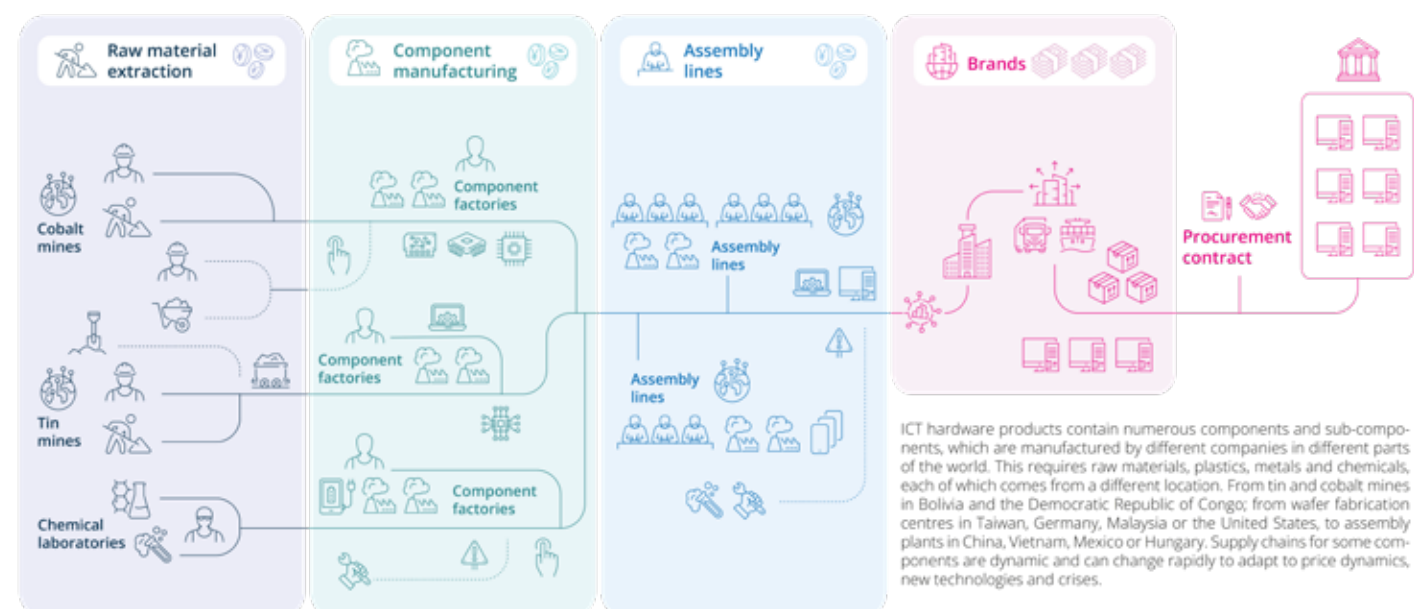 Raw material
extraction
Component
manufacturing
Assembly
lines
Brands
Cobalt
mines
Tin
mines
Chemical
laboratories
Component
factories
Component
factories
Component
factories
Assembly
lines
Assembly
lines
Procurement
contract
ICT hardware products contain numerous components and sub-compo-
nents, which are manufactured by different companies in different parts
of the world. This requires raw materials, plastics, metals and chemicals,
each of which comes from a different location. From tin and cobalt mines
in Bolivia and the Democratic Republic of Congo; from wafer fabrication
centres in Taiwan, Germany, Malaysia or the United States, to assembly
plants in China, Vietnam, Mexico or Hungary. Supply chains for some com-
ponents are dynamic and can change rapidly to adapt to price dynamics,
new technologies and crises.